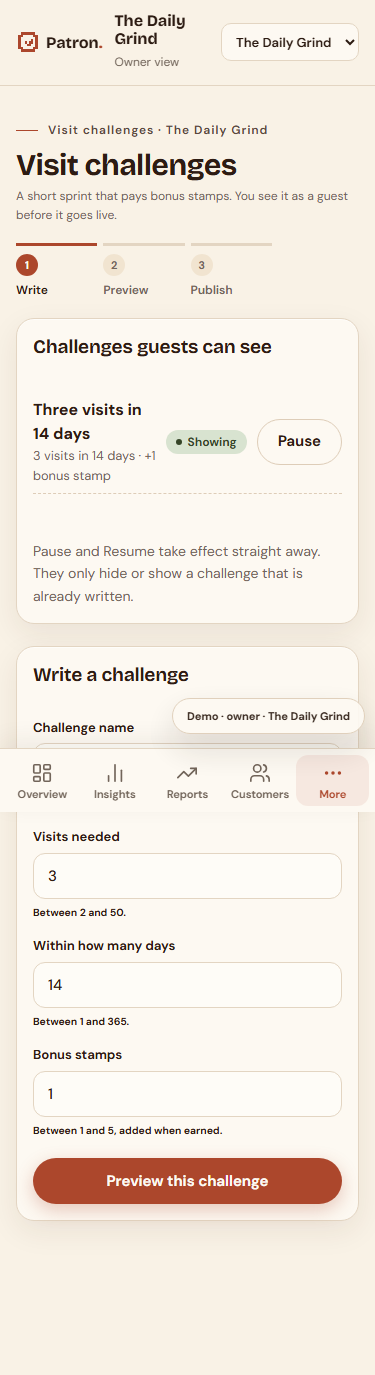 Patron.
The Daily
Grind
Owner view
The Daily Grind
Visit challenges · The Daily Grind
Visit challenges
A short sprint that pays bonus stamps. You see it as a guest
before it goes live.
1
Write
2
Preview
3
Publish
Challenges guests can see
Three visits in
14 days
3 visits in 14 days · +1
bonus stamp
Showing
Pause
Pause and Resume take effect straight away.
They only hide or show a challenge that is
already written.
Write a challenge
Demo · owner · The Daily Grind
Challenge name
Overview
Insights
Reports
Customers
More
Visits needed
3
Between 2 and 50.
Within how many days
14
Between 1 and 365.
Bonus stamps
1
Between 1 and 5, added when earned.
Preview this challenge